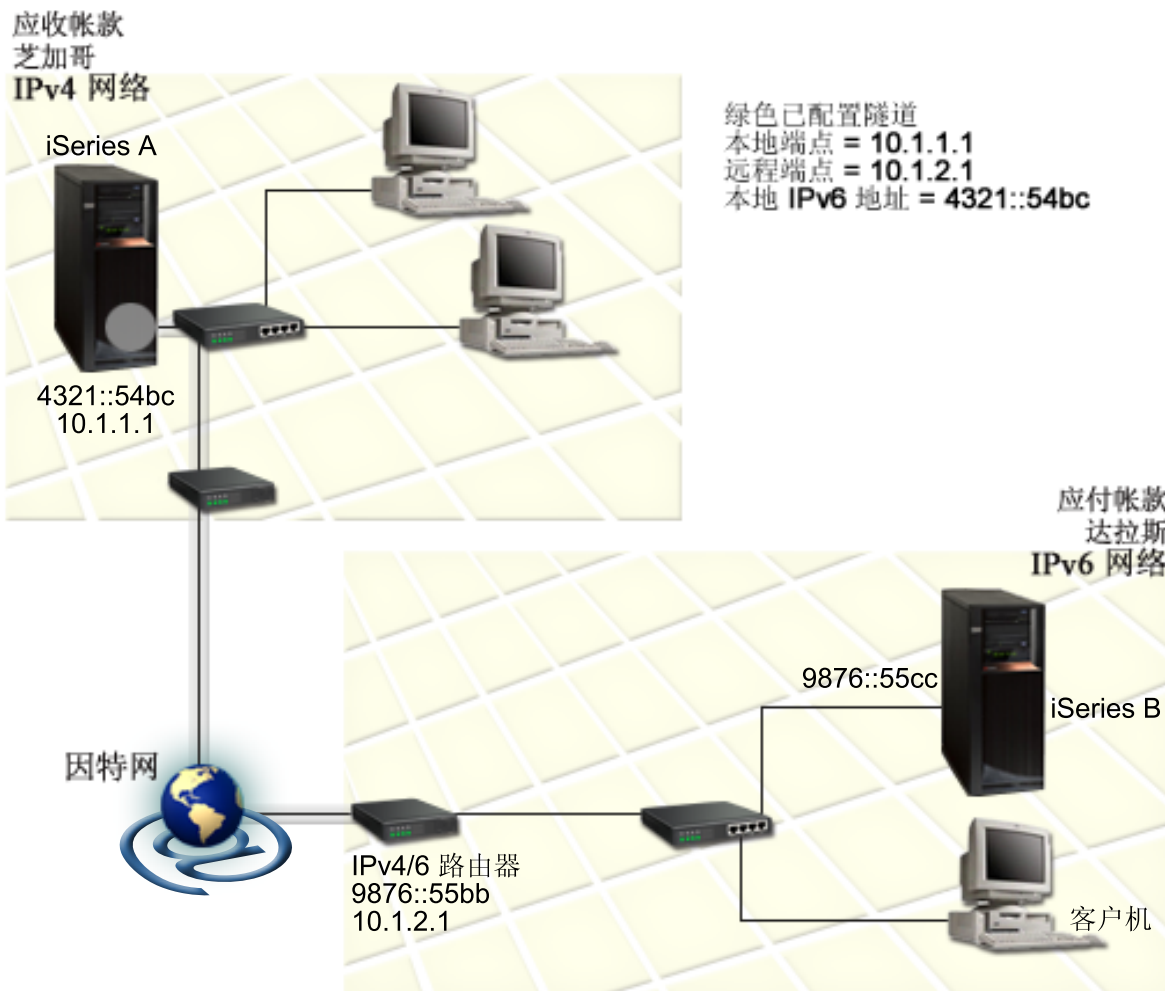 应收帐款
芝加哥
IPv4 网络
iSeries A
4321::54bc
10.1.1.1
绿色已配置隧道
本地端点 = 10.1.1.1
远程端点 = 10.1.2.1
本地 IPv6 地址 = 4321::54bc
应付帐款
达拉斯
IPv6 网络
9876::55cc
iSeries B
因特网
IPv4/6 路由器
9876::55bb
10.1.2.1
客户机